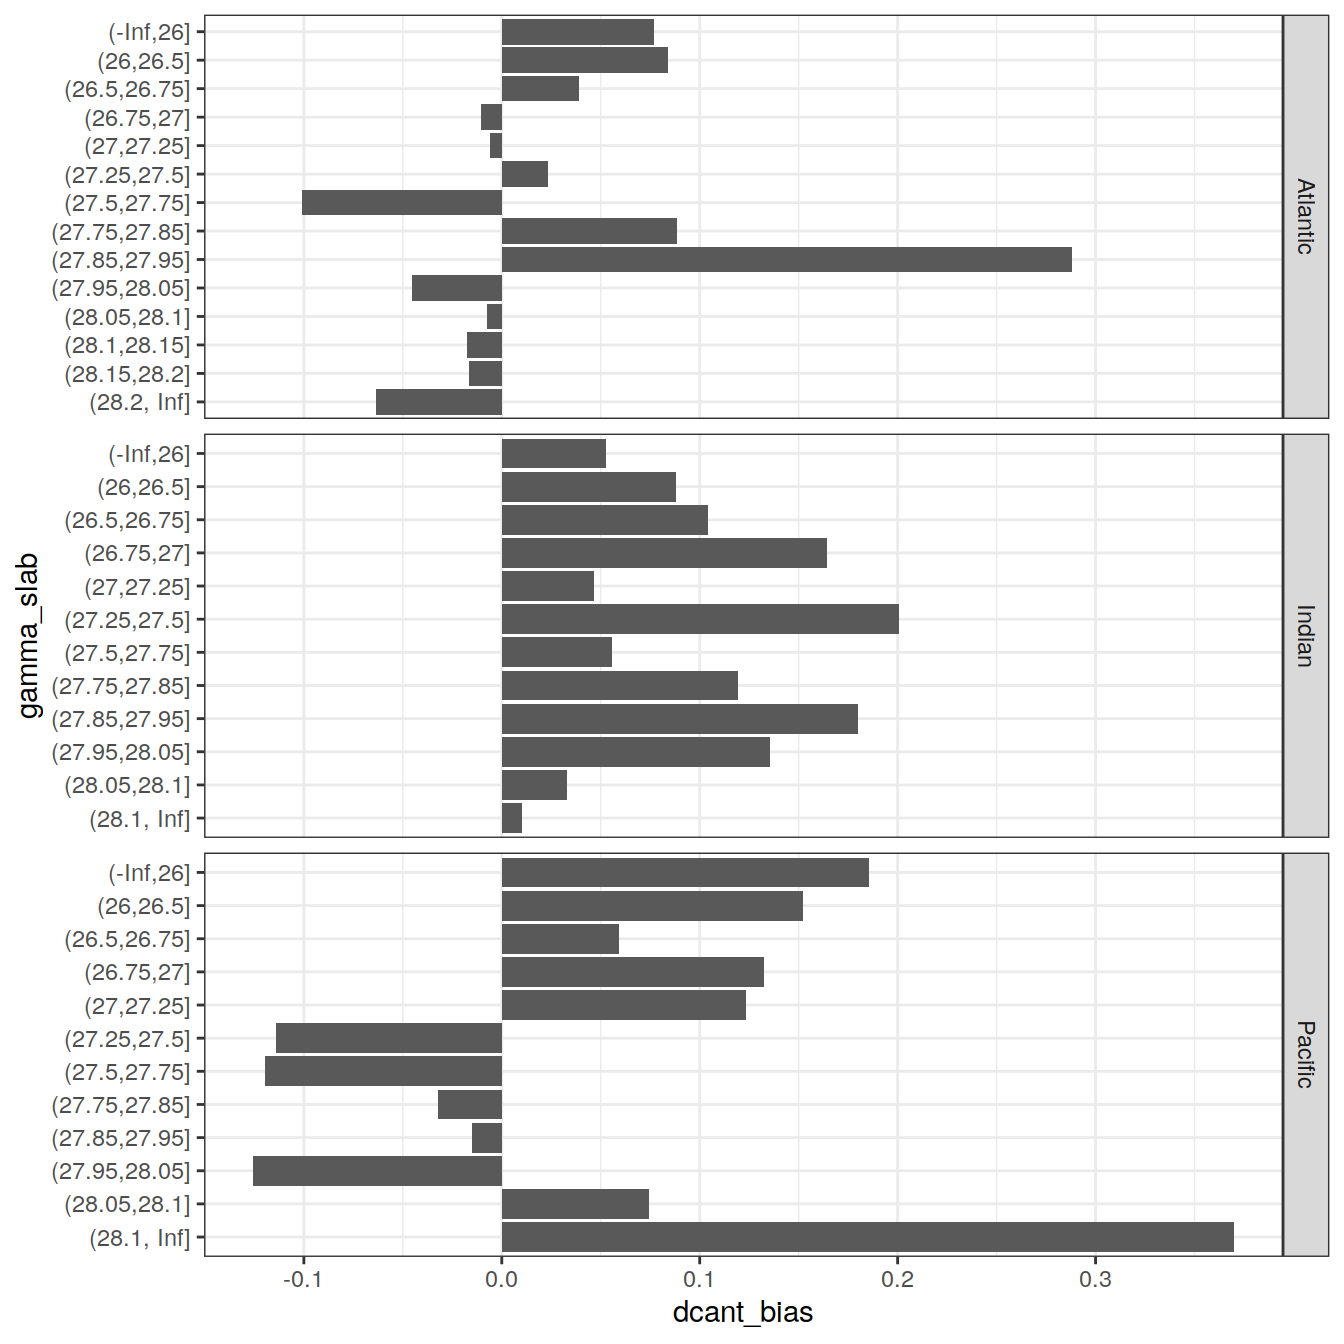 (-Inf,26]
(26,26.5]
(26.5,26.75]
(26.75,27]
(27,27.25]
(27.25,27.5]
(27.5,27.75]
(27.75,27.85]
(27.85,27.95]
(27.95,28.05]
(28.05,28.1]
(28.1,28.15]
(28.15,28.2]
(28.2, Inf]
Atlantic
(-Inf,26]
(26,26.5]
(26.5,26.75]
(26.75,27]
(27,27.25]
(27.25,27.5]
(27.5,27.75]
(27.75,27.85]
(27.85,27.95]
(27.95,28.05]
(28.05,28.1]
(28.1, Inf]
Indian
gamma_slab
(-Inf,26]
(26,26.5]
(26.5,26.75]
(26.75,27]
(27,27.25]
(27.25,27.5]
(27.5,27.75]
(27.75,27.85]
(27.85,27.95]
(27.95,28.05]
(28.05,28.1]
(28.1, Inf]
Pacific
-0.1 0.0 0.1 0.2 0.3
dcant_bias